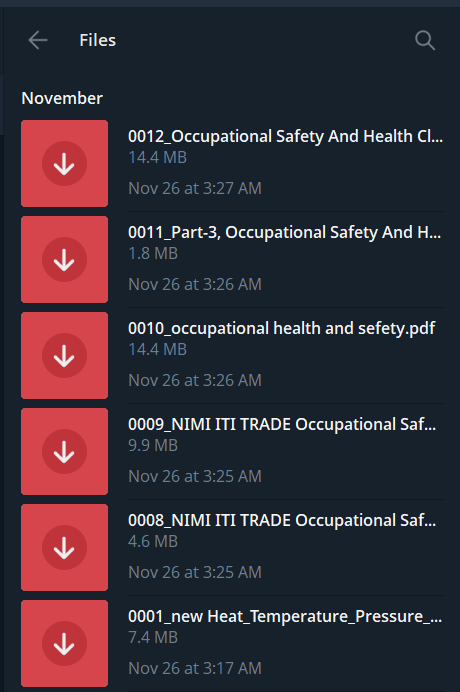 Files
November
0012_Occupational Safety And Health Cl...
14.4 MB
Nov 26 at 3:27 AM
0011_Part-3, Occupational Safety And H...
1.8 MB
Nov 26 at 3:26 AM
0010_occupational health and sefety.pdf
14.4 MB
Nov 26 at 3:26 AM
0009_NIMI ITI TRADE Occupational Saf...
9.9 MB
Nov 26 at 3:25 AM
0008_NIMI ITI TRADE Occupational Saf...
4.6 MB
Nov 26 at 3:25 AM
0001_new Heat_Temperature_Pressure_...
7.4 MB
Nov 26 at 3:17 AM